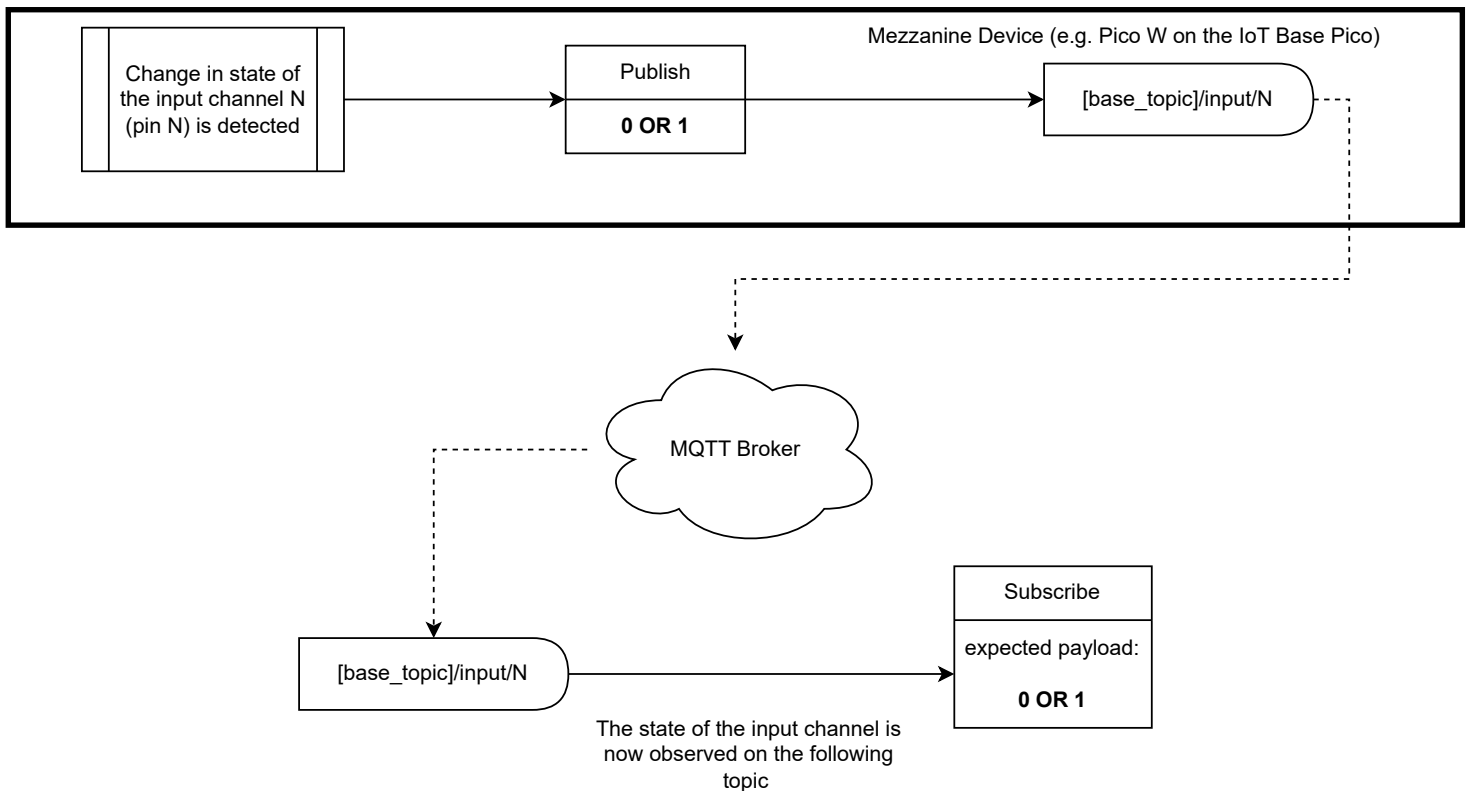 Mezzanine Device (e.g. Pico W on the IoT Base Pico)
Change in state of
the input channel N
(pin N) is detected
Publish
0 OR 1
[base_topic]/input/N
MQTT Broker
[base_topic]/input/N
Subscribe
expected payload:
0 OR 1
The state of the input channel is
now observed on the following
topic